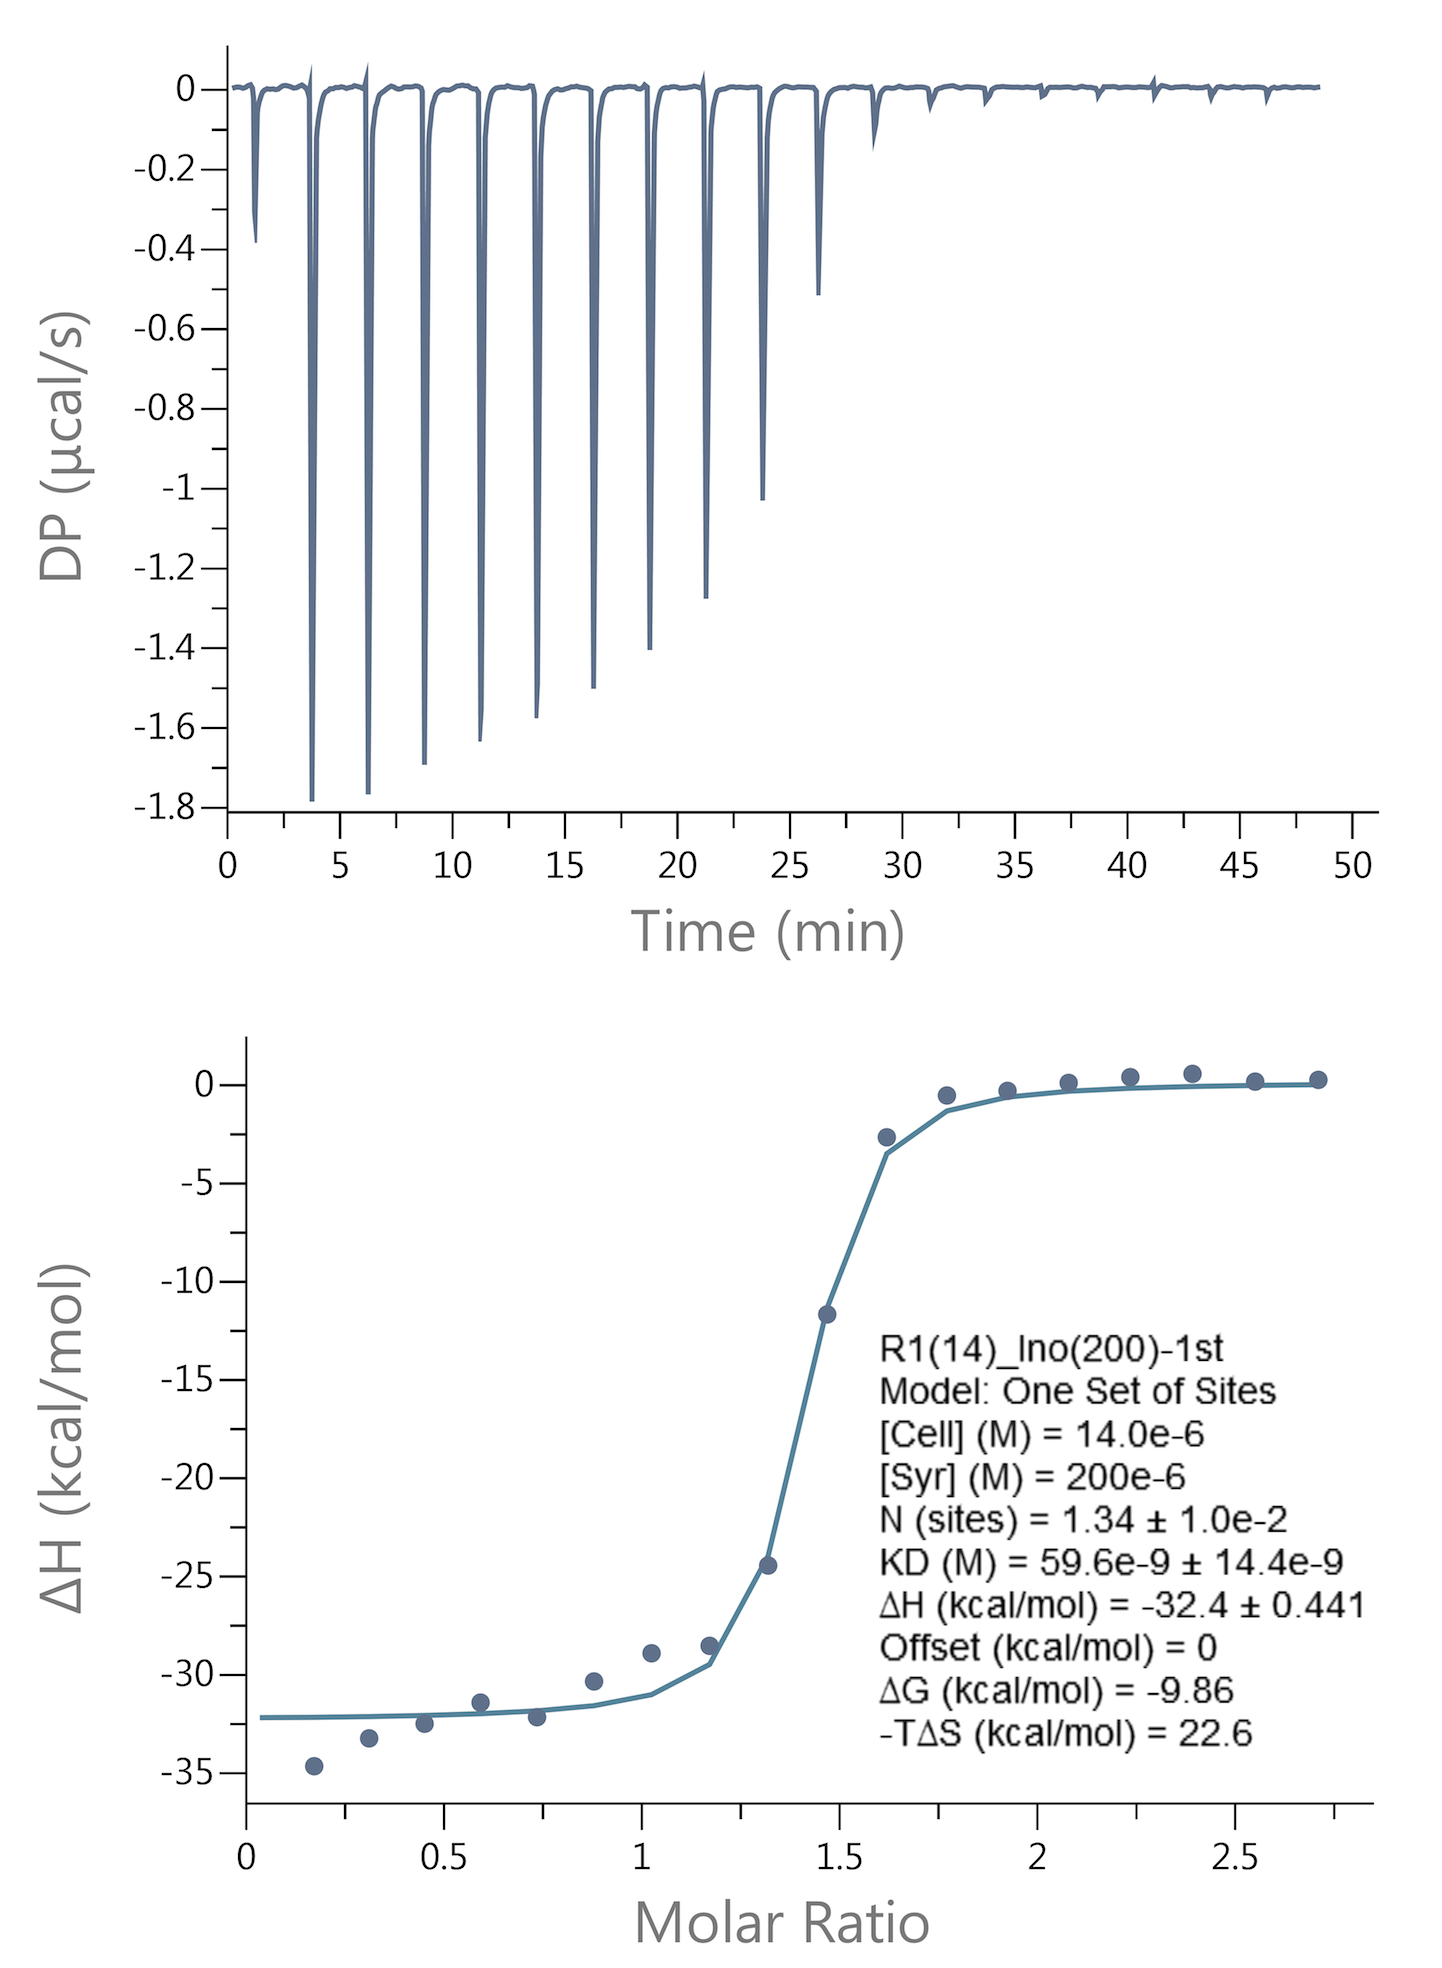 0
-0.2
-0.4
-0.6
-0.8
-1
-1.2
-1.4
-1.6
-1.8
DP (µcal/s)
0 5 10 15 20 25 30 35 40 45 50
Time (min)
0
-5
-10
-15
-20
-25
-30
-35
ΔH (kcal/mol)
R1(14)_Ino(200)-1st
Model: One Set of Sites
[Cell] (M) = 14.0e-6
[Syr] (M) = 200e-6
N (sites) = 1.34 ± 1.0e-2
KD (M) = 59.6e-9 ± 14.4e-9
ΔH (kcal/mol) = -32.4 ± 0.441
Offset (kcal/mol) = 0
ΔG (kcal/mol) = -9.86
-TΔS (kcal/mol) = 22.6
0 0.5 1 1.5 2 2.5
Molar Ratio